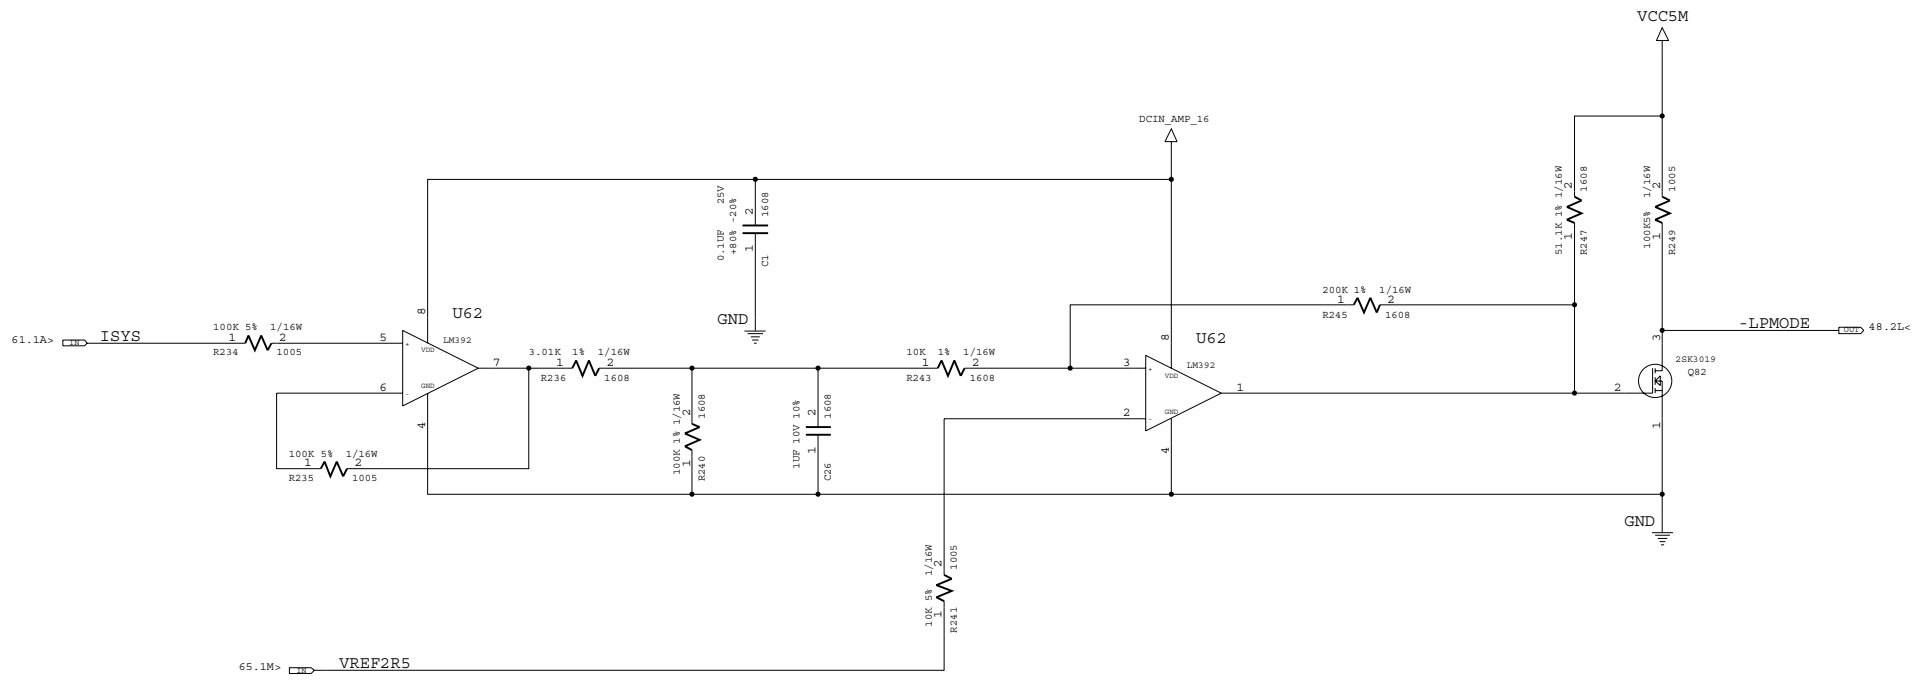 VCC5M
DCIN_AMP_16
0.1UF 25V
+80% -20%
2
1
1608
C1
GND
51.1K 1% 1/16W
2
1
1608
R247
100K5% 1/16W
2
1
1005
R249
61.1A>
IN
ISYS
100K 5% 1/16W
1
2
R234
1005
5
6
+
-
8
VDD
GND
4
U62
LM392
7
100K 5% 1/16W
1
2
R235
1005
3.01K 1% 1/16W
1
2
R236
1608
100K 1% 1/16W
2
1
1608
R240
1UF 10V 10%
2
1
1608
C26
10K 1% 1/16W
1
2
R243
1608
200K 1% 1/16W
1
2
R245
1608
3
2
+
-
8
VDD
GND
4
U62
LM392
1
2
3
1
2SK3019
Q82
-LPMODE
OUT
48.2L<
GND
10K 5% 1/16W
2
1
1005
R241
65.1M>
IN
VREF2R5